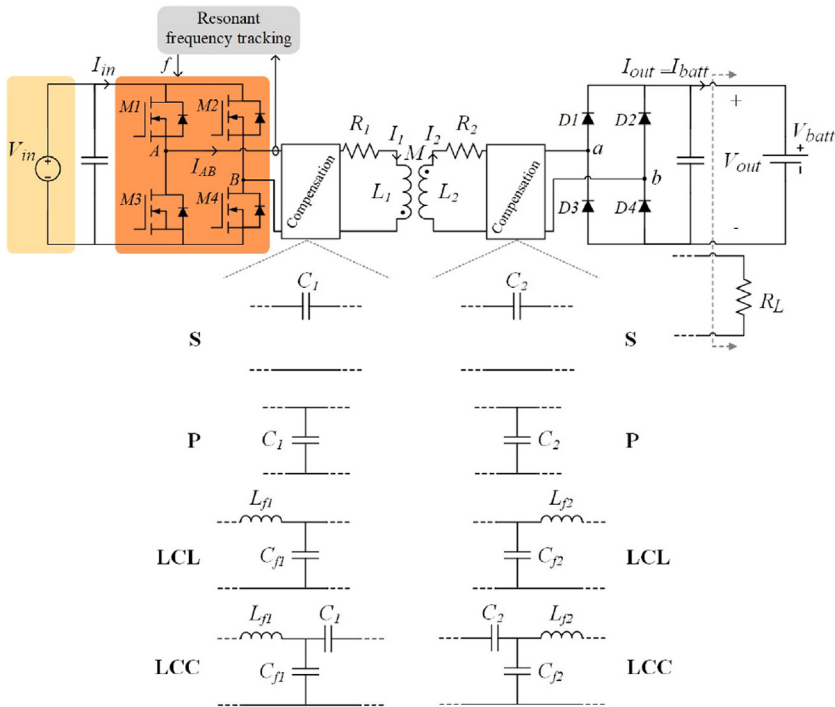 Resonant
frequency tracking
f
I_in
V_in
M1
M2
M3
M4
A
B
I_AB
Compensation
R_1
I_1
M
I_2
R_2
L_1
L_2
Compensation
D1
D2
D3
D4
a
b
I_out = I_batt
+
V_out
-
V_batt
+
-
R_L
C_1
C_2
S
S
P
C_1
C_2
P
L_f1
L_f2
LCL
C_f1
C_f2
LCL
L_f1
C_1
C_2
L_f2
LCC
C_f1
C_f2
LCC